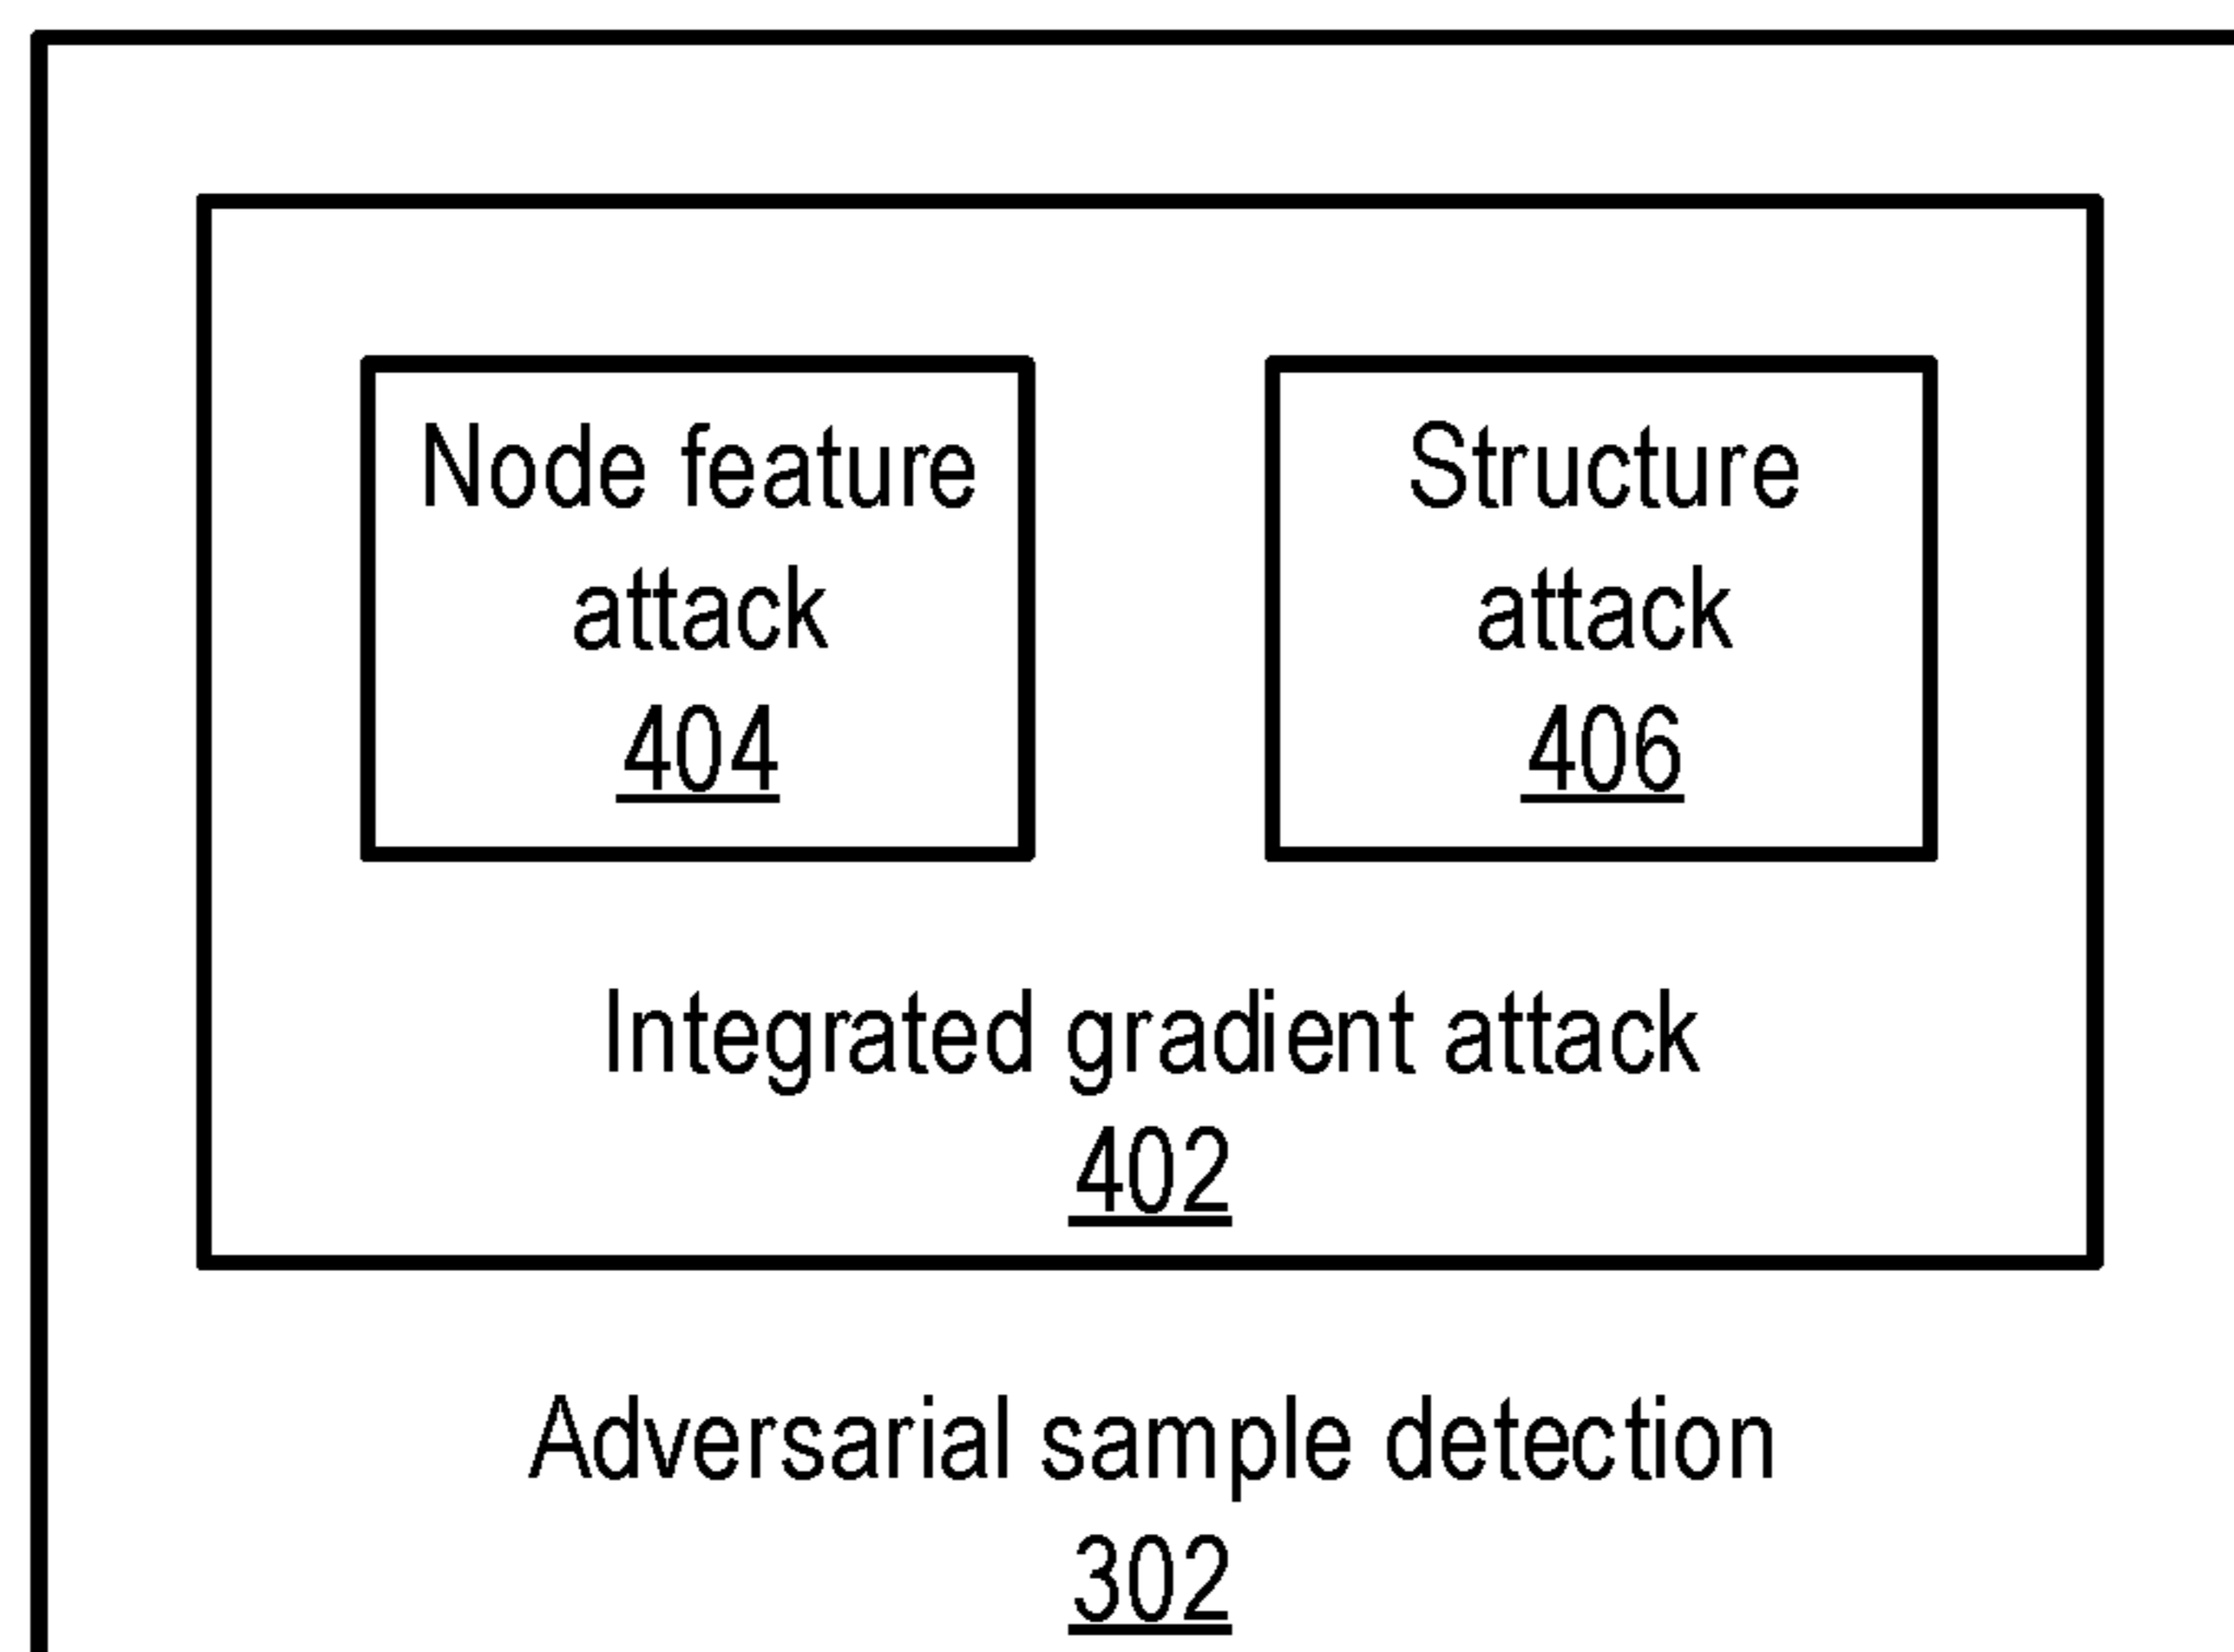 Node feature
attack
404
Structure
attack
406
Integrated gradient attack
402
Adversarial sample detection
302